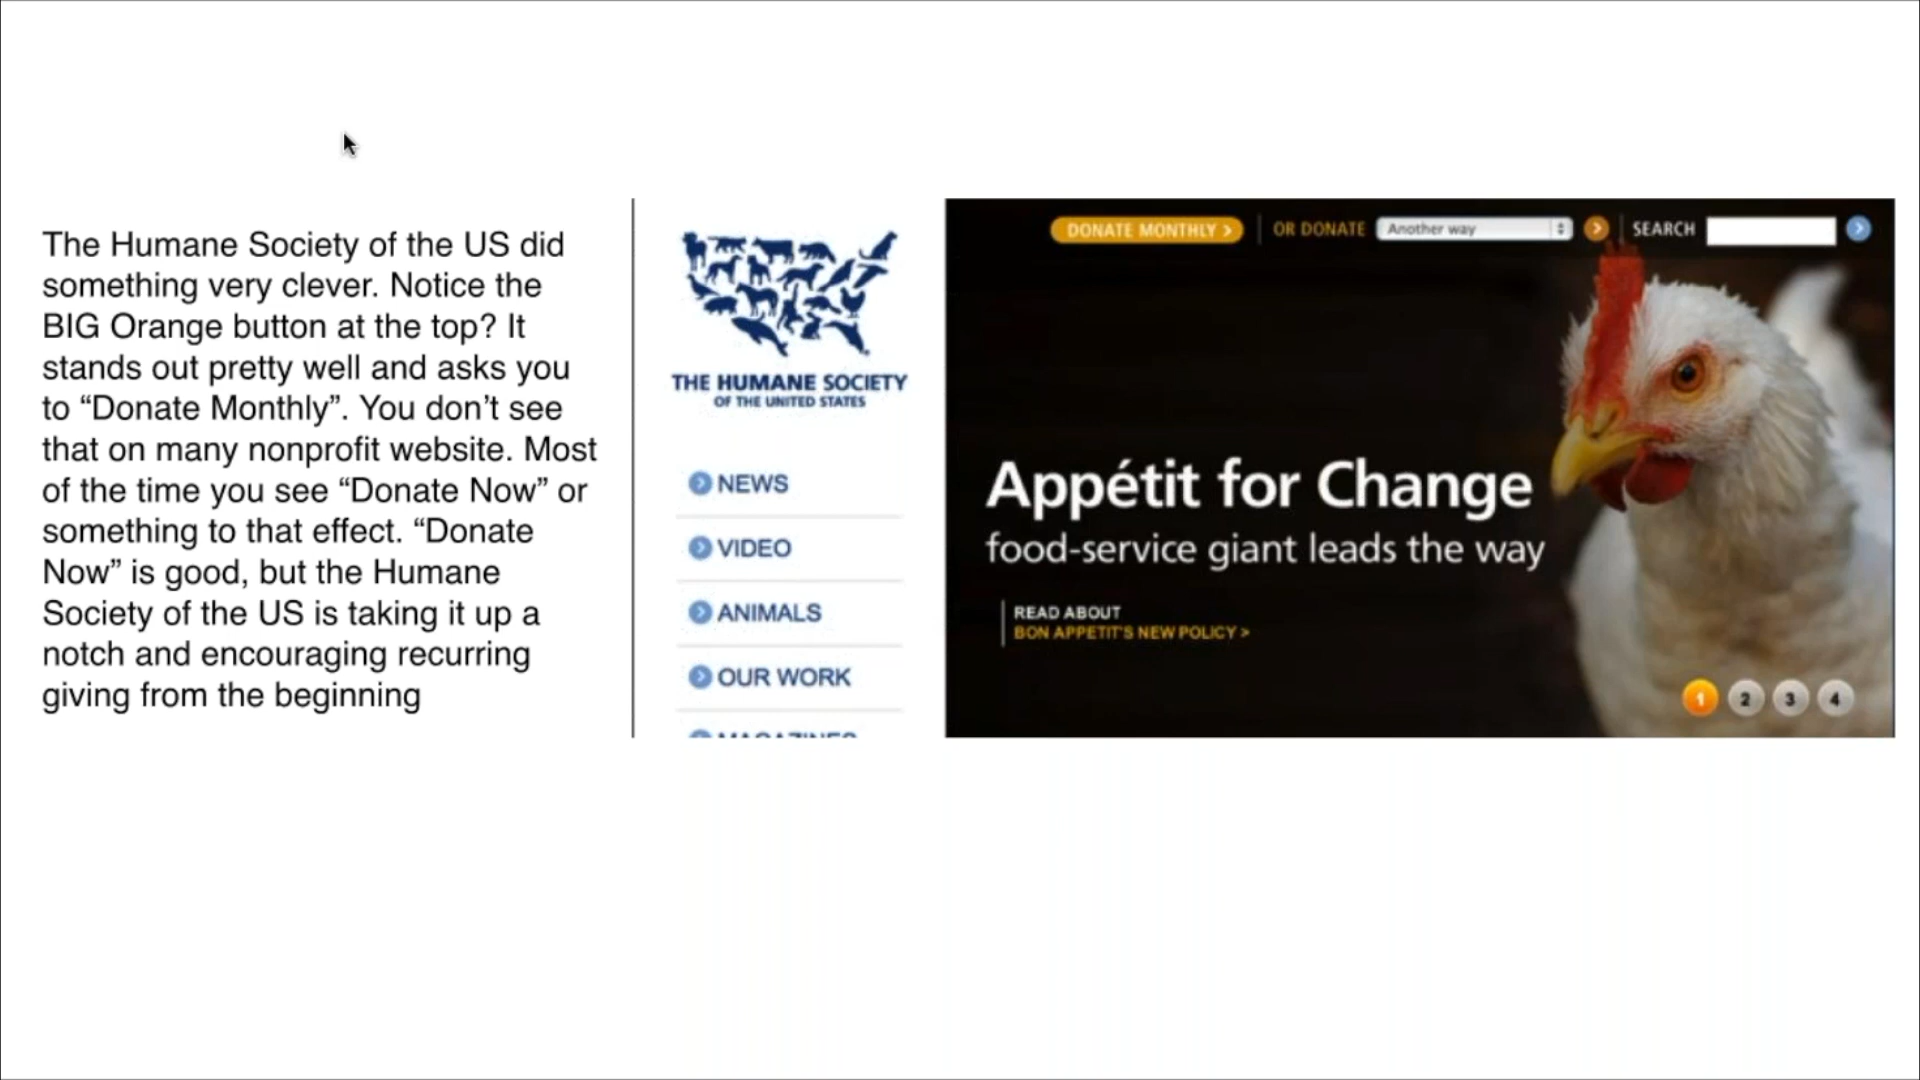 The Humane Society of the US did
something very clever. Notice the
BIG Orange button at the top? It
stands out pretty well and asks you
to “Donate Monthly”. You don’t see
that on many nonprofit website. Most
of the time you see “Donate Now” or
something to that effect. “Donate
Now” is good, but the Humane
Society of the US is taking it up a
notch and encouraging recurring
giving from the beginning
THE HUMANE SOCIETY
OF THE UNITED STATES
NEWS
VIDEO
ANIMALS
OUR WORK
MAGAZINES
DONATE MONTHLY > OR DONATE Another way > SEARCH >
Appétit for Change
food-service giant leads the way
READ ABOUT
BON APPETIT'S NEW POLICY >
1 2 3 4